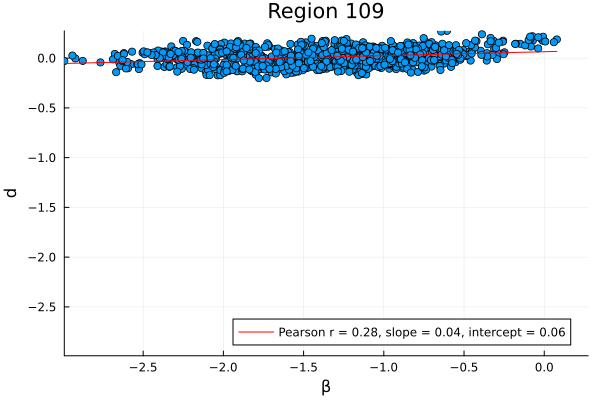 Region 109
0.0
−0.5
−1.0
−1.5
−2.0
−2.5
d
Pearson r = 0.28, slope = 0.04, intercept = 0.06
−2.5 −2.0 −1.5 −1.0 −0.5 0.0
β